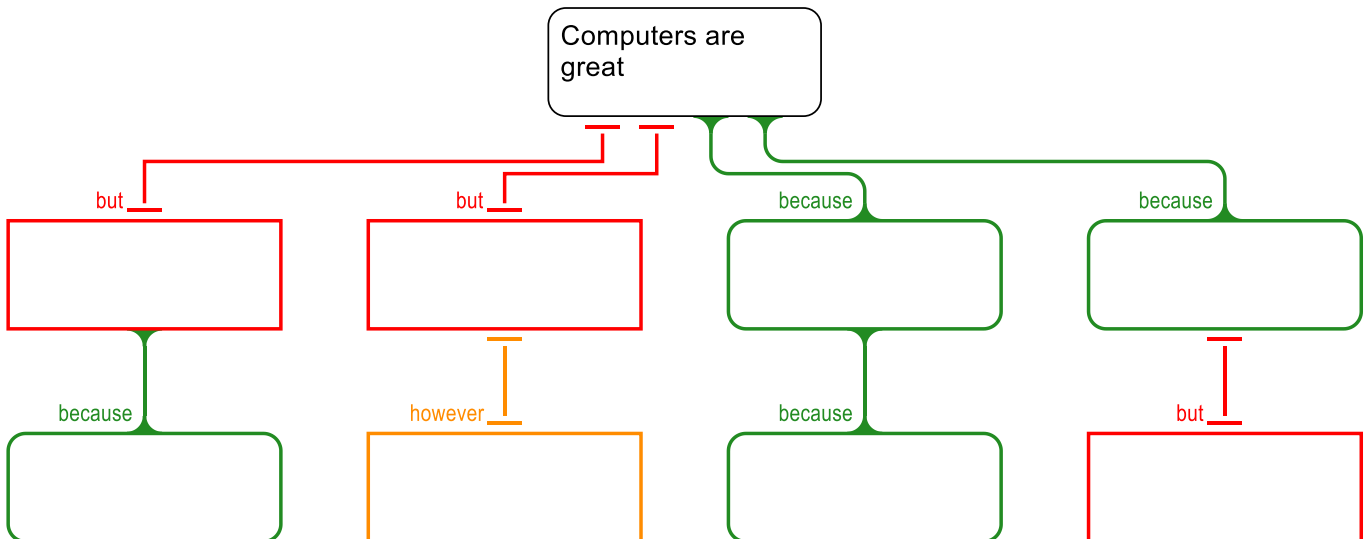 Computers are
great
but
but
because
because
because
however
because
but